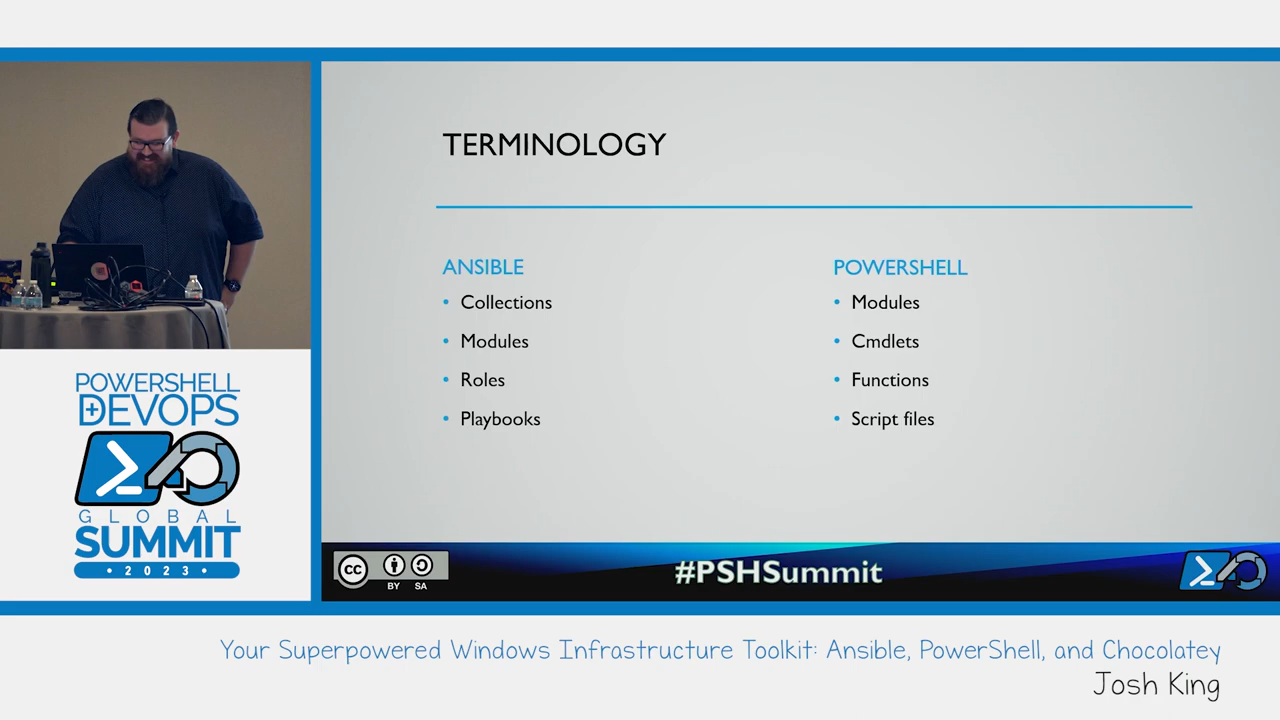 TERMINOLOGY
ANSIBLE
• Collections
• Modules
• Roles
• Playbooks
POWERSHELL
• Modules
• Cmdlets
• Functions
• Script files
POWERSHELL
+DEVOPS
GLOBAL
SUMMIT
• 2023 •
cc
BY SA
#PSHSummit
Your Superpowered Windows Infrastructure Toolkit: Ansible, PowerShell, and Chocolatey
Josh King